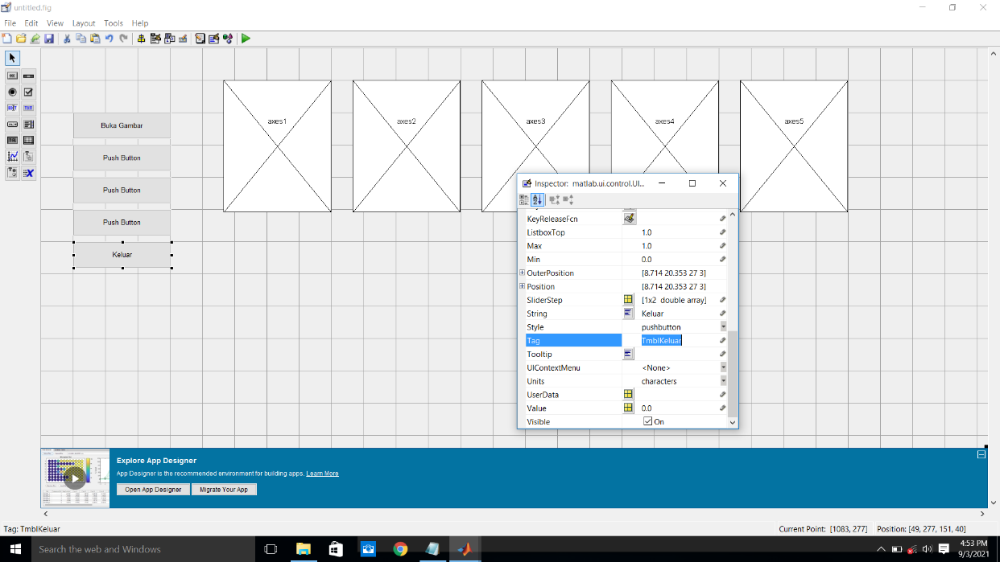 untitled.fig
File Edit View Layout Tools Help
Buka Gambar
Push Button
Push Button
Push Button
Keluar
axes1
axes2
axes3
axes4
axes5
Inspector: matlab.ui.control.UI...
KeyReleaseFcn
ListboxTop 1.0
Max 1.0
Min 0.0
OuterPosition [8.714 20.353 27 3]
Position [8.714 20.353 27 3]
SliderStep [1x2 double array]
String Keluar
Style pushbutton
Tag TmblKeluar
Tooltip
UIContextMenu <None>
Units characters
UserData
Value 0.0
Visible On
Explore App Designer
App Designer is the recommended environment for building apps. Learn More
Open App Designer Migrate Your App
Tag: TmblKeluar Current Point: [1083, 277] Position: [49, 277, 151, 40]
Search the web and Windows
4:53 PM
9/3/2021